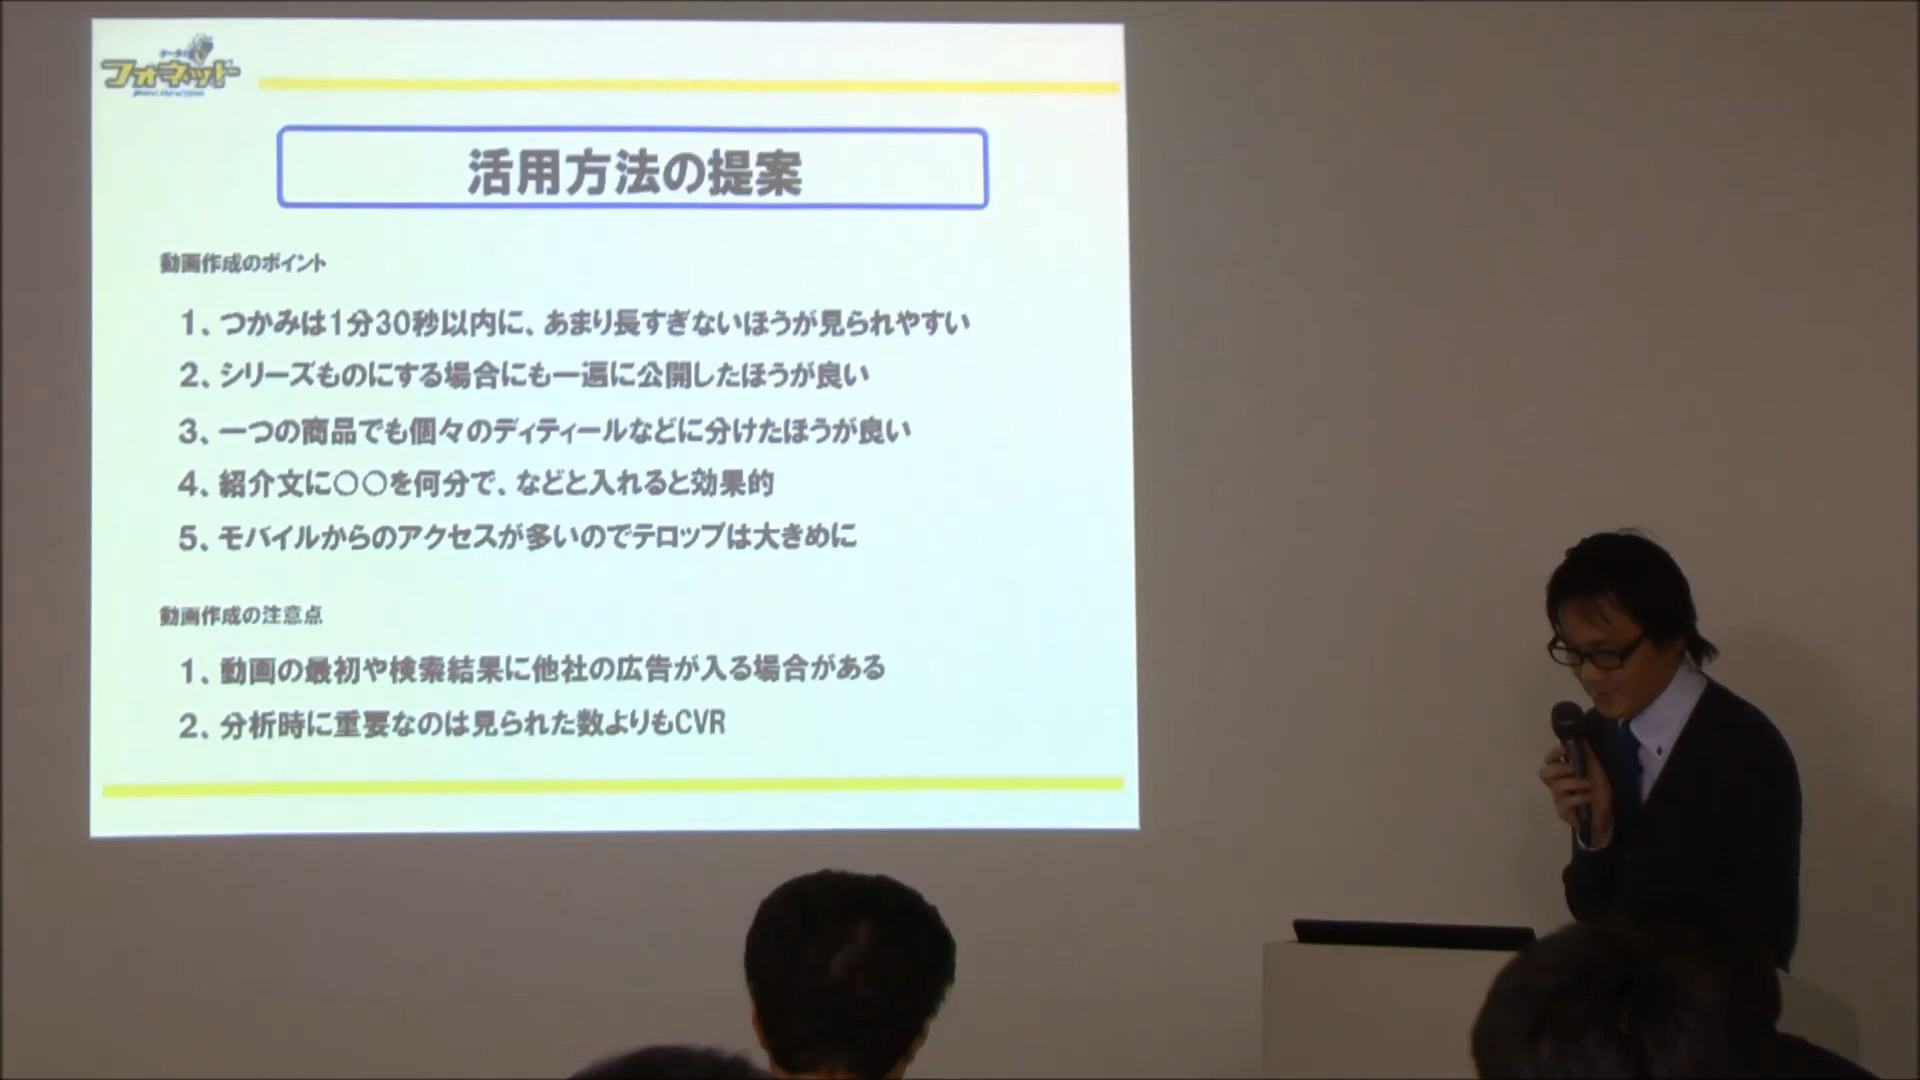 フォネット
活用方法の提案
動画作成のポイント
1、つかみは1分30秒以内に、あまり長すぎないほうが見られやすい
2、シリーズものにする場合にも一遍に公開したほうが良い
3、一つの商品でも個々のディティールなどに分けたほうが良い
4、紹介文に〇〇を何分で、などと入れると効果的
5、モバイルからのアクセスが多いのでテロップは大きめに
動画作成の注意点
1、動画の最初や検索結果に他社の広告が入る場合がある
2、分析時に重要なのは見られた数よりもCVR